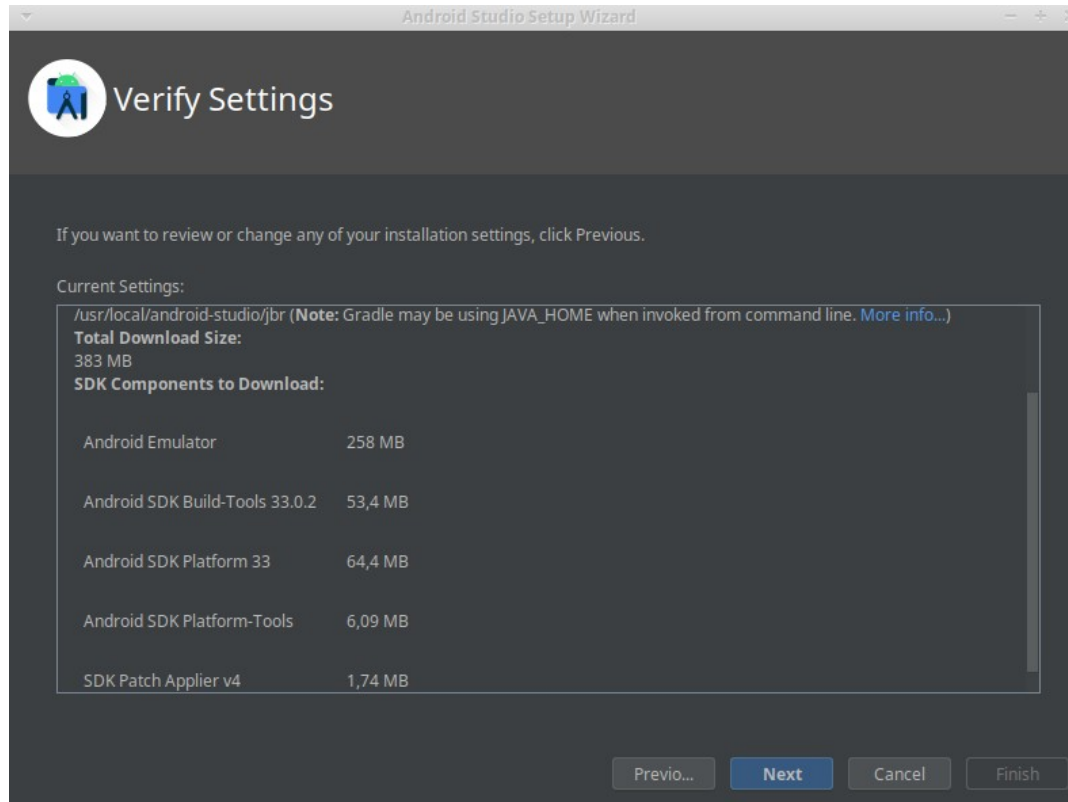 Android Studio Setup Wizard
Verify Settings
If you want to review or change any of your installation settings, click Previous.
Current Settings:
/usr/local/android-studio/jbr (Note: Gradle may be using JAVA_HOME when invoked from command line. More info...)
Total Download Size:
383 MB
SDK Components to Download:
Android Emulator 258 MB
Android SDK Build-Tools 33.0.2 53,4 MB
Android SDK Platform 33 64,4 MB
Android SDK Platform-Tools 6,09 MB
SDK Patch Applier v4 1,74 MB
Previo... Next Cancel Finish